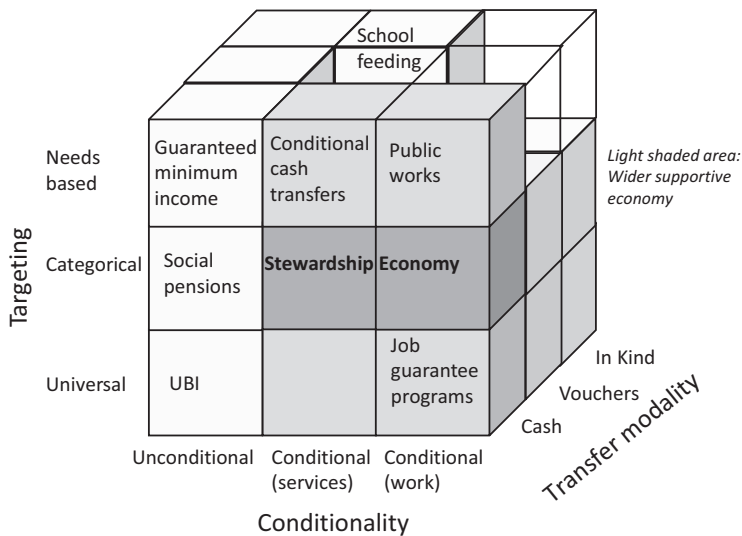 School
feeding
Needs
based
Guaranteed
minimum
income
Conditional
cash
transfers
Public
works
Light shaded area:
Wider supportive
economy
Targeting
Categorical
Social
pensions
Stewardship Economy
Universal
UBI
Job
guarantee
programs
In Kind
Vouchers
Cash
Transfer modality
Unconditional
Conditional
(services)
Conditional
(work)
Conditionality